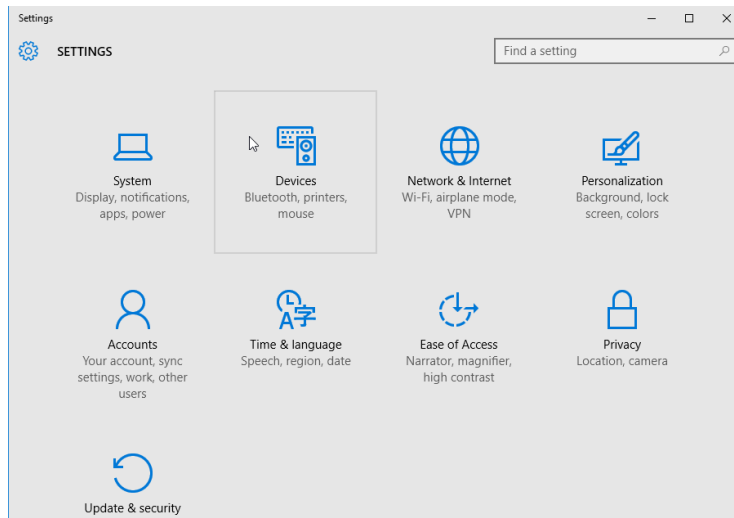 Settings
SETTINGS
Find a setting
System
Display, notifications,
apps, power
Devices
Bluetooth, printers,
mouse
Network & Internet
Wi-Fi, airplane mode,
VPN
Personalization
Background, lock
screen, colors
Accounts
Your account, sync
settings, work, other
users
A字
Time & language
Speech, region, date
Ease of Access
Narrator, magnifier,
high contrast
Privacy
Location, camera
Update & security